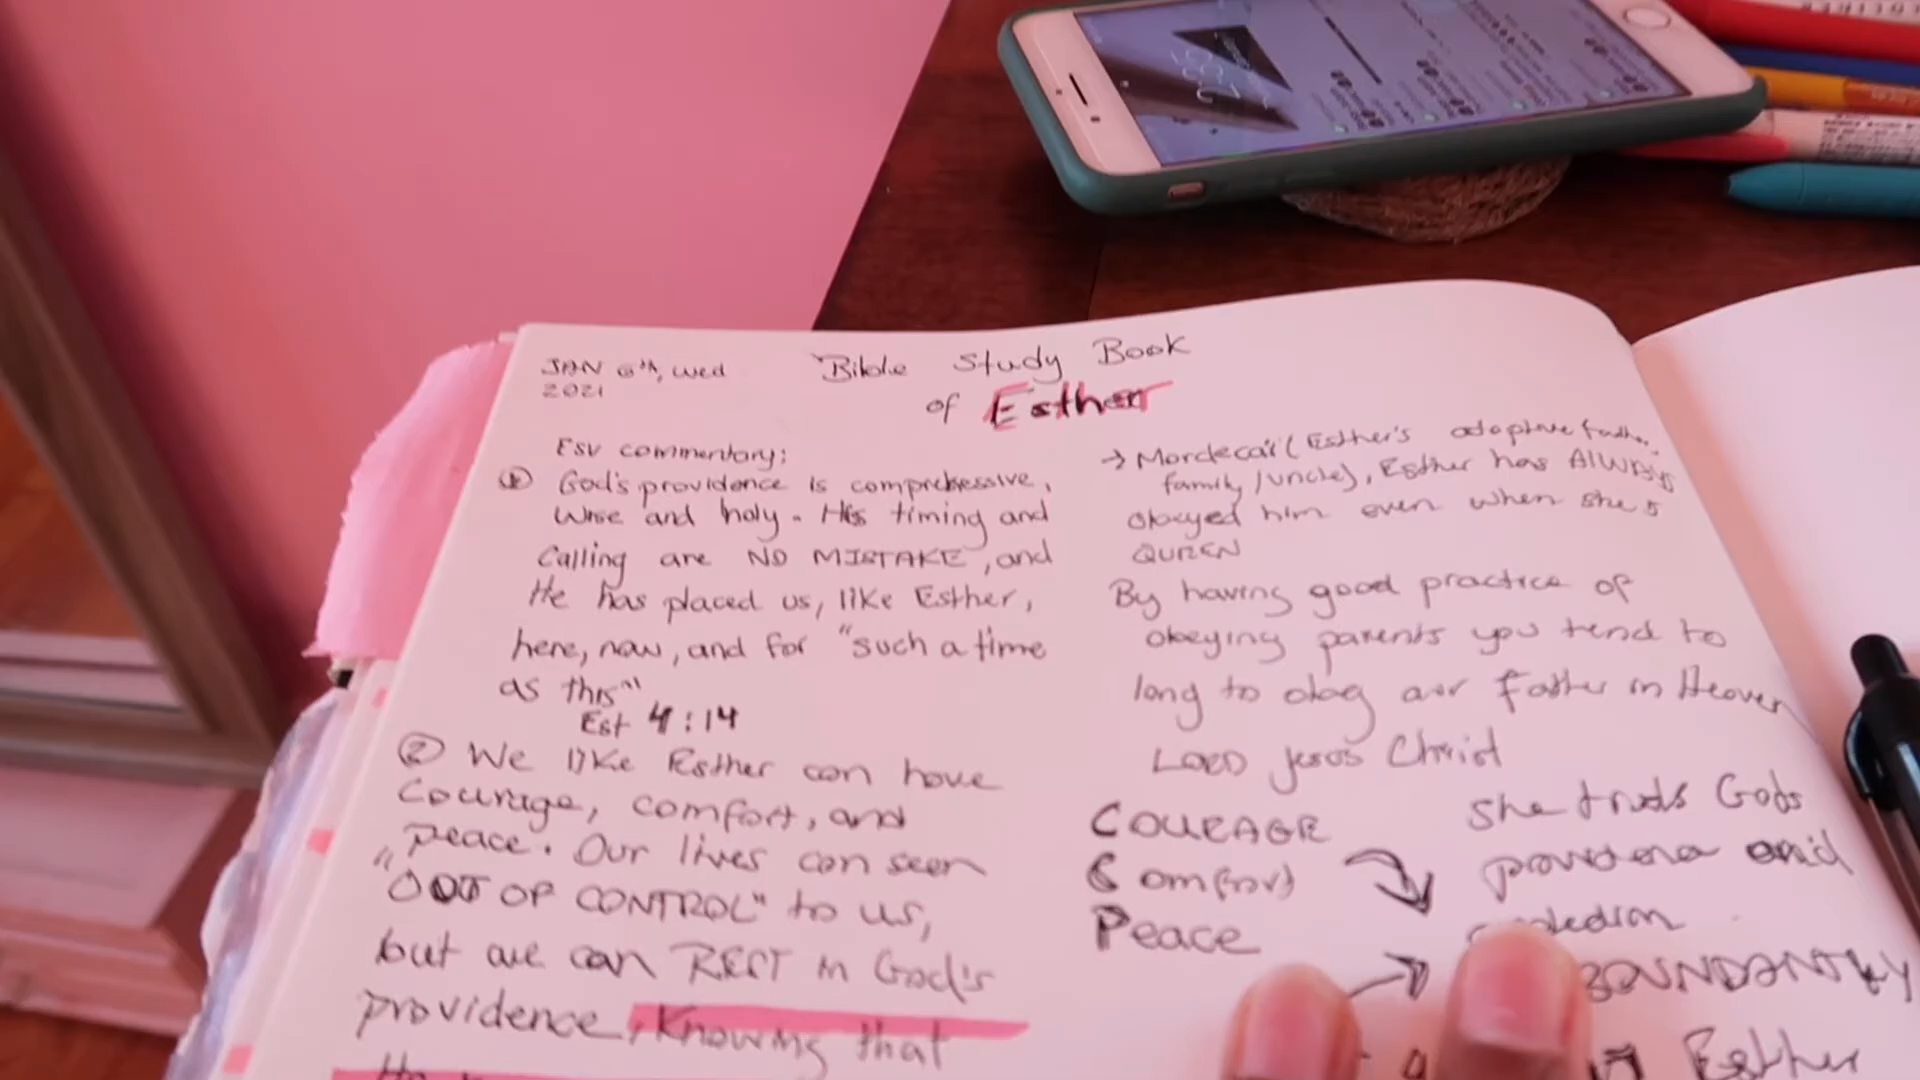 JAN 6th, Wed
2021
Bible Study Book
of Esther
ESV commentary:
① God's providence is comprehessive,
Wise and holy. His timing and
Calling are NO MISTAKE, and
He has placed us, like Esther,
here, now, and for "such a time
as this"
Est 4:14
② We like Esther can have
Courage, comfort, and
peace. Our lives can seen
"OUT OF CONTROL" to us,
but we can REST in God's
providence, knowing that
→ Mordecai (Esther's adoptive father,
family/uncle), Esther has ALWAYS
obeyed him even when she's
QUEEN
By having good practice of
obeying parents you tend to
long to obey our Father in Heaven
LORD Jesus Christ
COURAGE
Comfort
Peace
She trusts Gods
and
ABOUNDANTLY
Esther